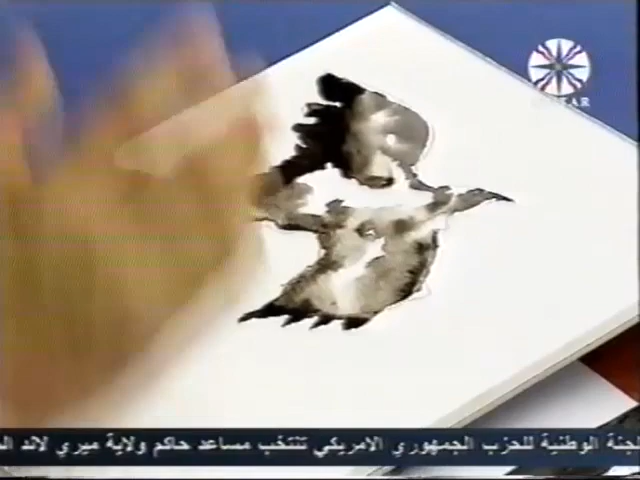 لجنة الوطنية للحزب الجمهوري الامريكي تنتخب مساعد حاكم ولاية ميري لاند